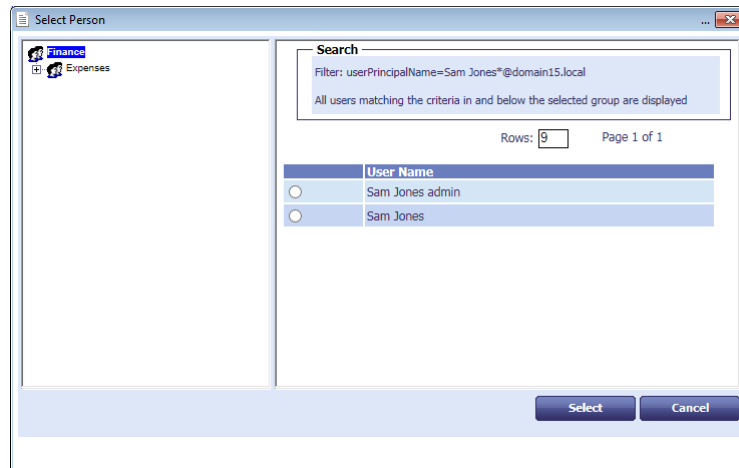 Select Person
...
Finance
Expenses
Search
Filter: userPrincipalName=Sam Jones*@domain15.local
All users matching the criteria in and below the selected group are displayed
Rows: 9 Page 1 of 1
User Name
Sam Jones admin
Sam Jones
Select Cancel